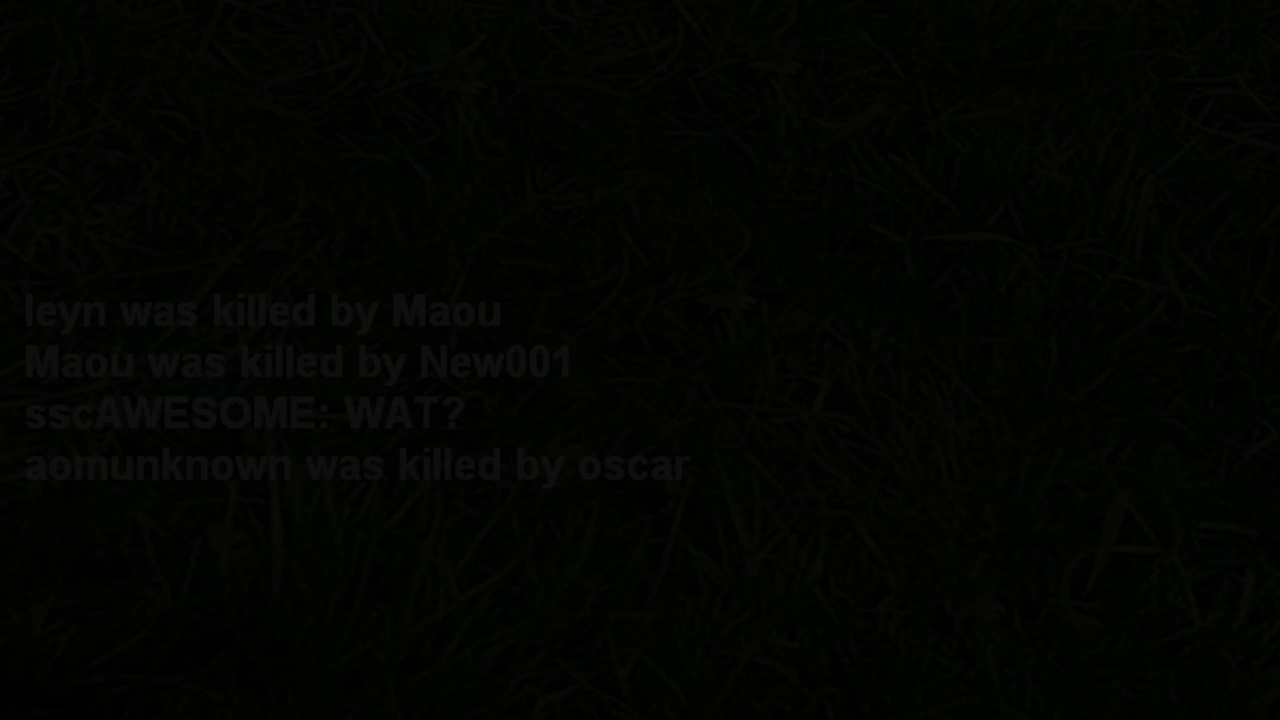 leyn was killed by Maou
Maou was killed by New001
sscAWESOME: WAT?
aomunknown was killed by oscar